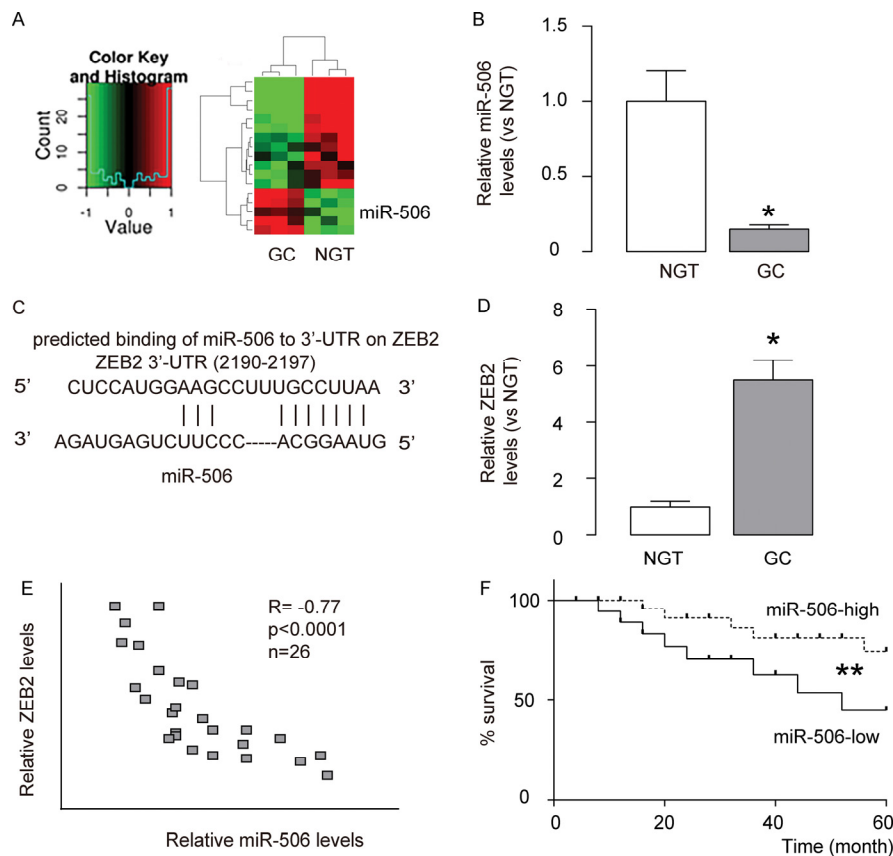 A
Color Key
and Histogram
Count
0
10
20
-1
0
1
Value
miR-506
GC
NGT
B
Relative miR-506
levels (vs NGT)
1.5
1.0
0.5
0
*
NGT
GC
C
predicted binding of miR-506 to 3’-UTR on ZEB2
ZEB2 3’-UTR (2190-2197)
5’ CUCCAUGGAAGCCUUUGCCUUAA 3’
3’ AGAUGAGUCUUCCC-----ACGGAAUG 5’
miR-506
D
Relative ZEB2
levels (vs NGT)
8
6
4
2
0
*
NGT
GC
E
Relative ZEB2 levels
R= -0.77
p<0.0001
n=26
Relative miR-506 levels
F
% survival
100
50
0
miR-506-high
**
miR-506-low
0
20
40
60
Time (month)